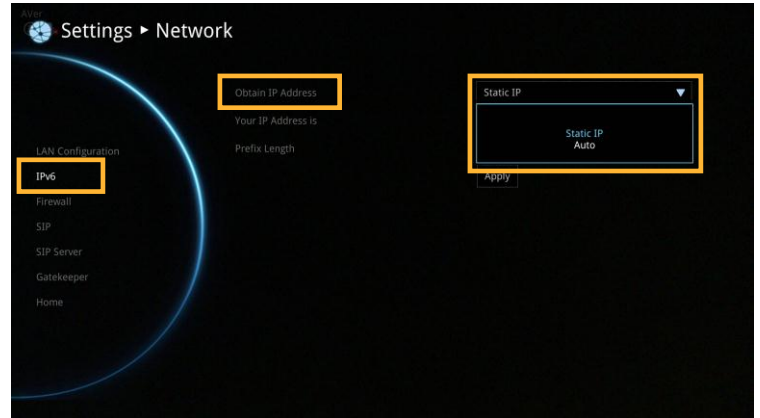 AVer
Settings ▸ Network
Obtain IP Address
Static IP ▼
Your IP Address is
Static IP
Auto
LAN Configuration
Prefix Length
IPv6
Apply
Firewall
SIP
SIP Server
Gatekeeper
Home